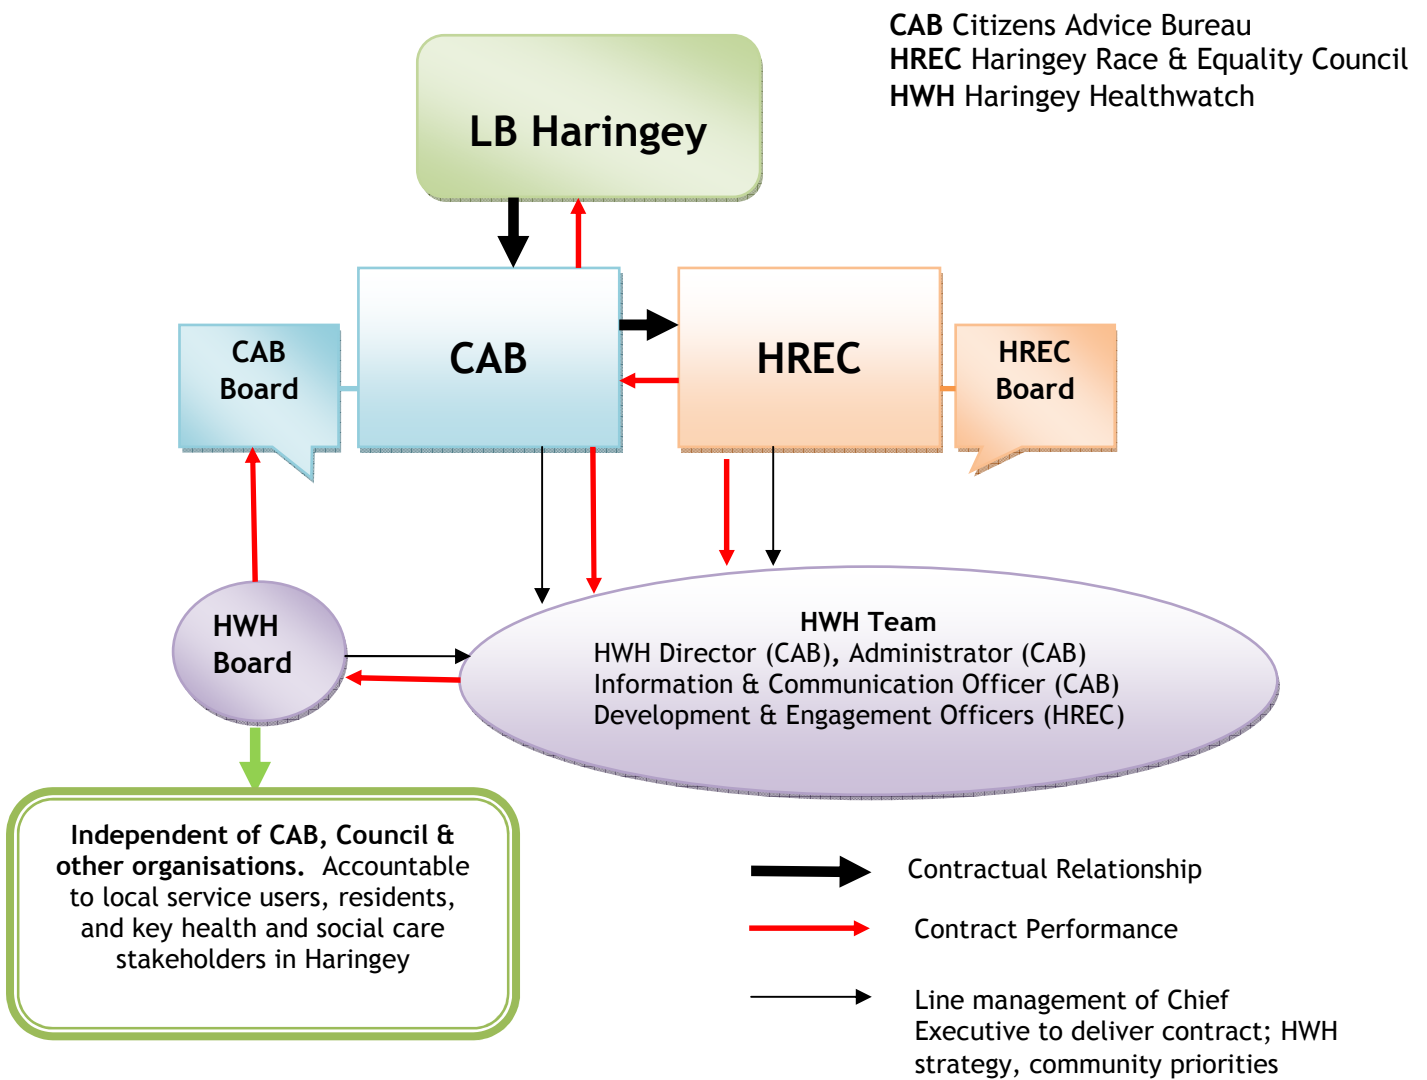 CAB Citizens Advice Bureau
HREC Haringey Race & Equality Council
HWH Haringey Healthwatch
LB Haringey
CAB
Board
CAB
HREC
HREC
Board
HWH
Board
HWH Team
HWH Director (CAB), Administrator (CAB)
Information & Communication Officer (CAB)
Development & Engagement Officers (HREC)
Independent of CAB, Council &
other organisations. Accountable
to local service users, residents,
and key health and social care
stakeholders in Haringey
Contractual Relationship
Contract Performance
Line management of Chief
Executive to deliver contract; HWH
strategy, community priorities